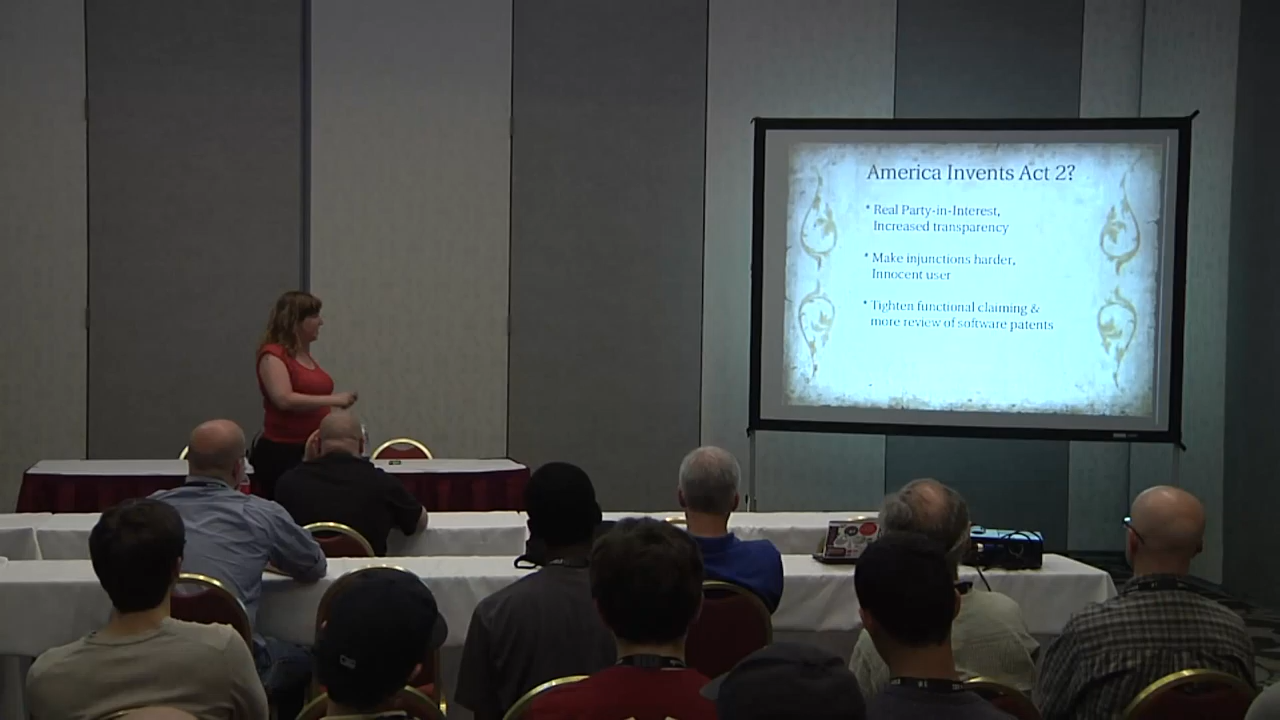 America Invents Act 2?
* Real Party-in-Interest,
Increased transparency
* Make injunctions harder,
Innocent user
* Tighten functional claiming &
more review of software patents